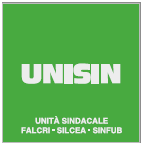 UNISIN
UNITÀ SINDACALE
FALCRI • SILCEA • SINFUB